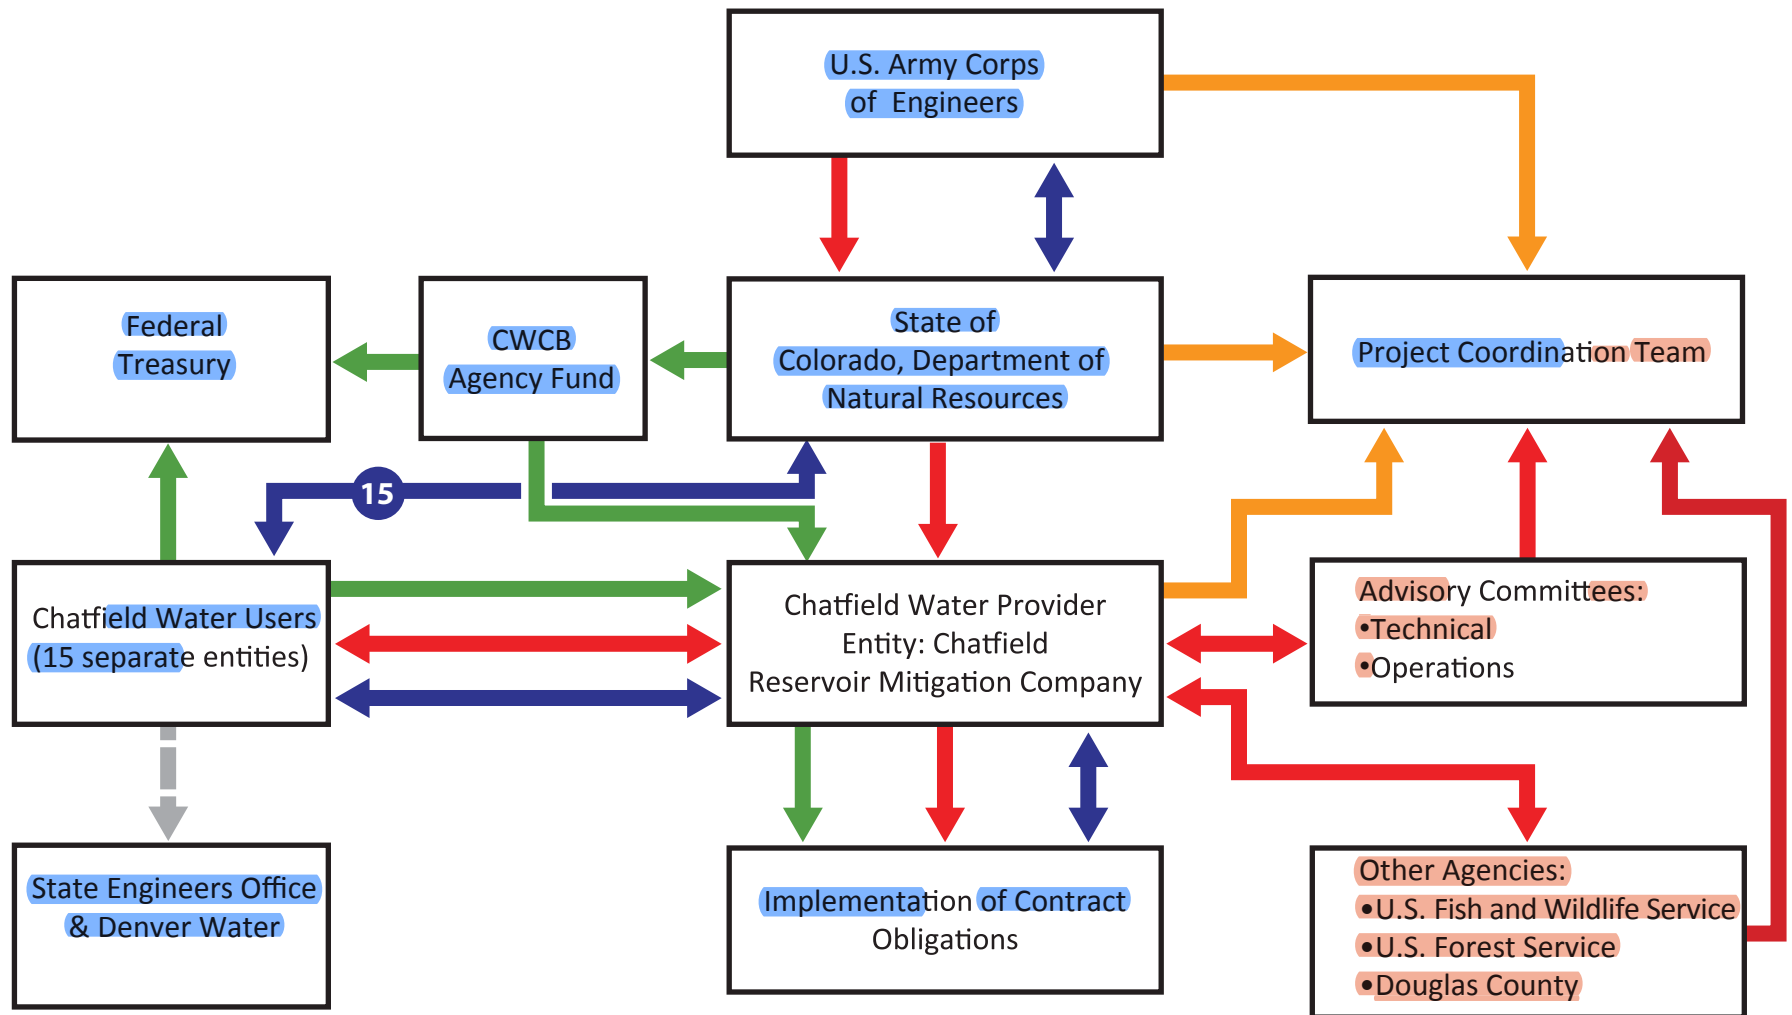 U.S. Army Corps
of Engineers
Federal
Treasury
CWCB
Agency Fund
State of
Colorado, Department of
Natural Resources
Project Coordination Team
15
Chatfield Water Users
(15 separate entities)
Chatfield Water Provider
Entity: Chatfield
Reservoir Mitigation Company
Advisory Committees:
•Technical
•Operations
State Engineers Office
& Denver Water
Implementation of Contract
Obligations
Other Agencies:
•U.S. Fish and Wildlife Service
•U.S. Forest Service
•Douglas County